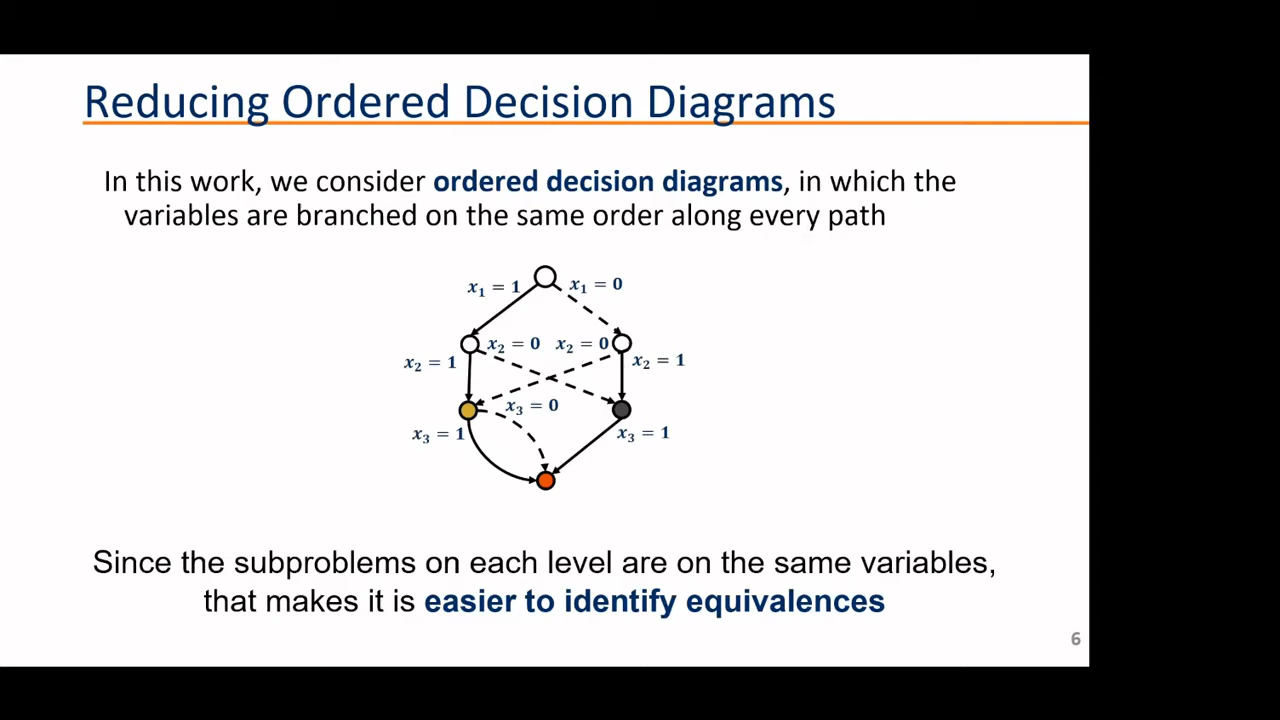 Reducing Ordered Decision Diagrams
In this work, we consider ordered decision diagrams, in which the
variables are branched on the same order along every path
x₁ = 1
x₁ = 0
x₂ = 0
x₂ = 0
x₂ = 1
x₂ = 1
x₃ = 0
x₃ = 1
x₃ = 1
Since the subproblems on each level are on the same variables,
that makes it is easier to identify equivalences
6